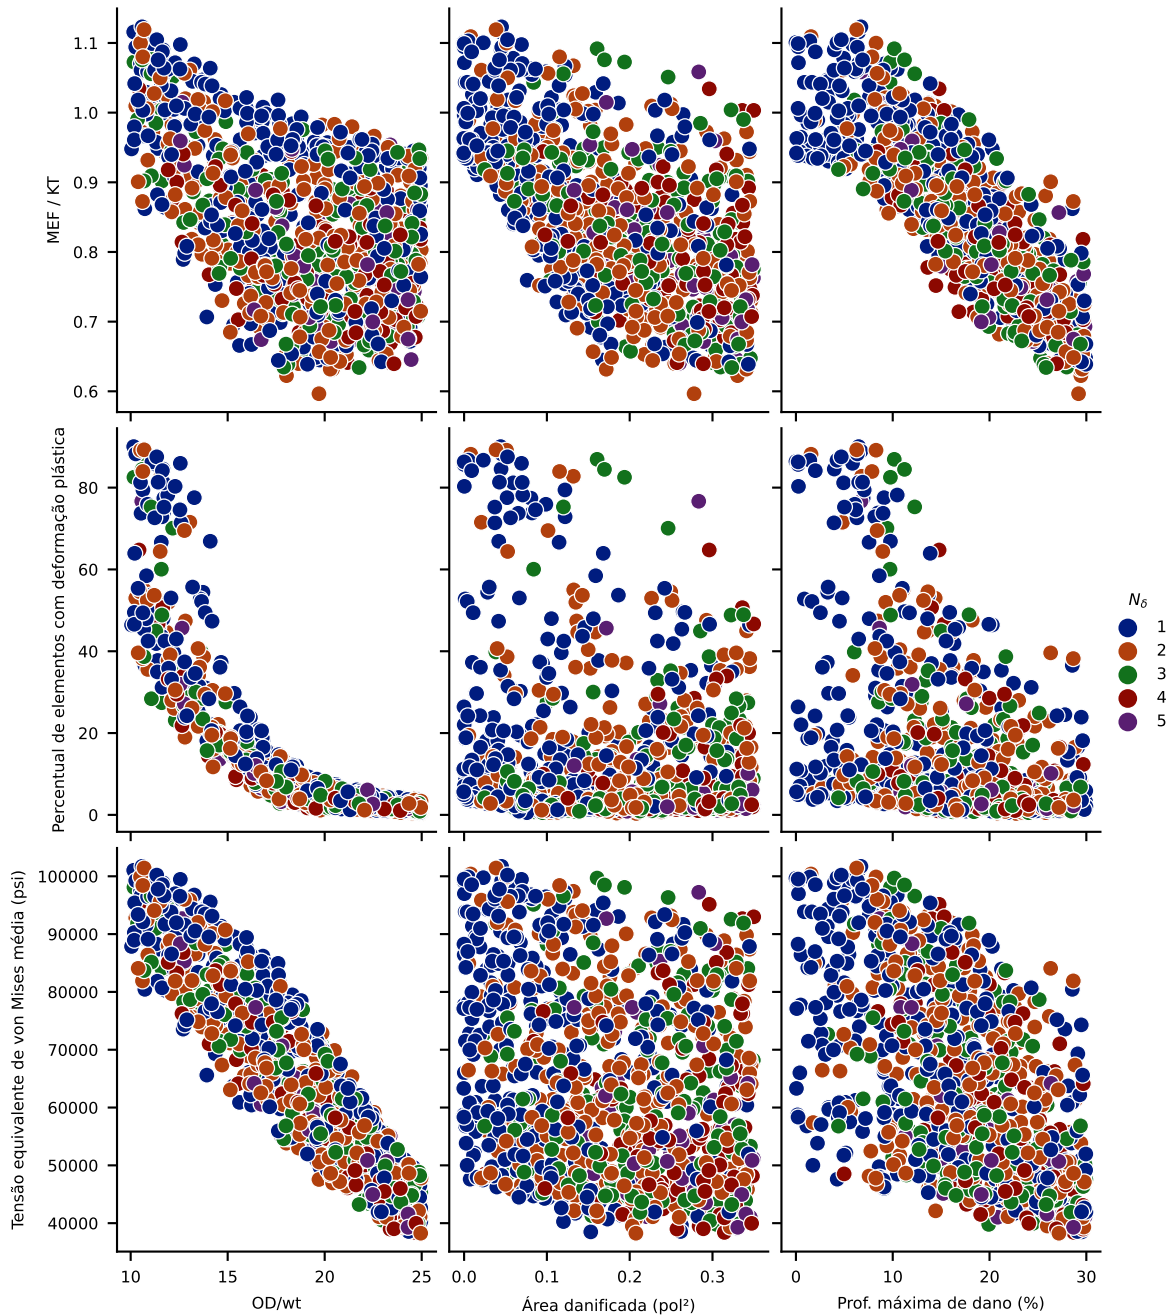 1.1
1.0
0.9
0.8
0.7
0.6
MEF / KT
80
60
40
20
0
Percentual de elementos com deformação plástica
100000
90000
80000
70000
60000
50000
40000
Tensão equivalente de von Mises média (psi)
10 15 20 25
OD/wt
0.0 0.1 0.2 0.3
Área danificada (pol²)
0 10 20 30
Prof. máxima de dano (%)
N_δ
1
2
3
4
5